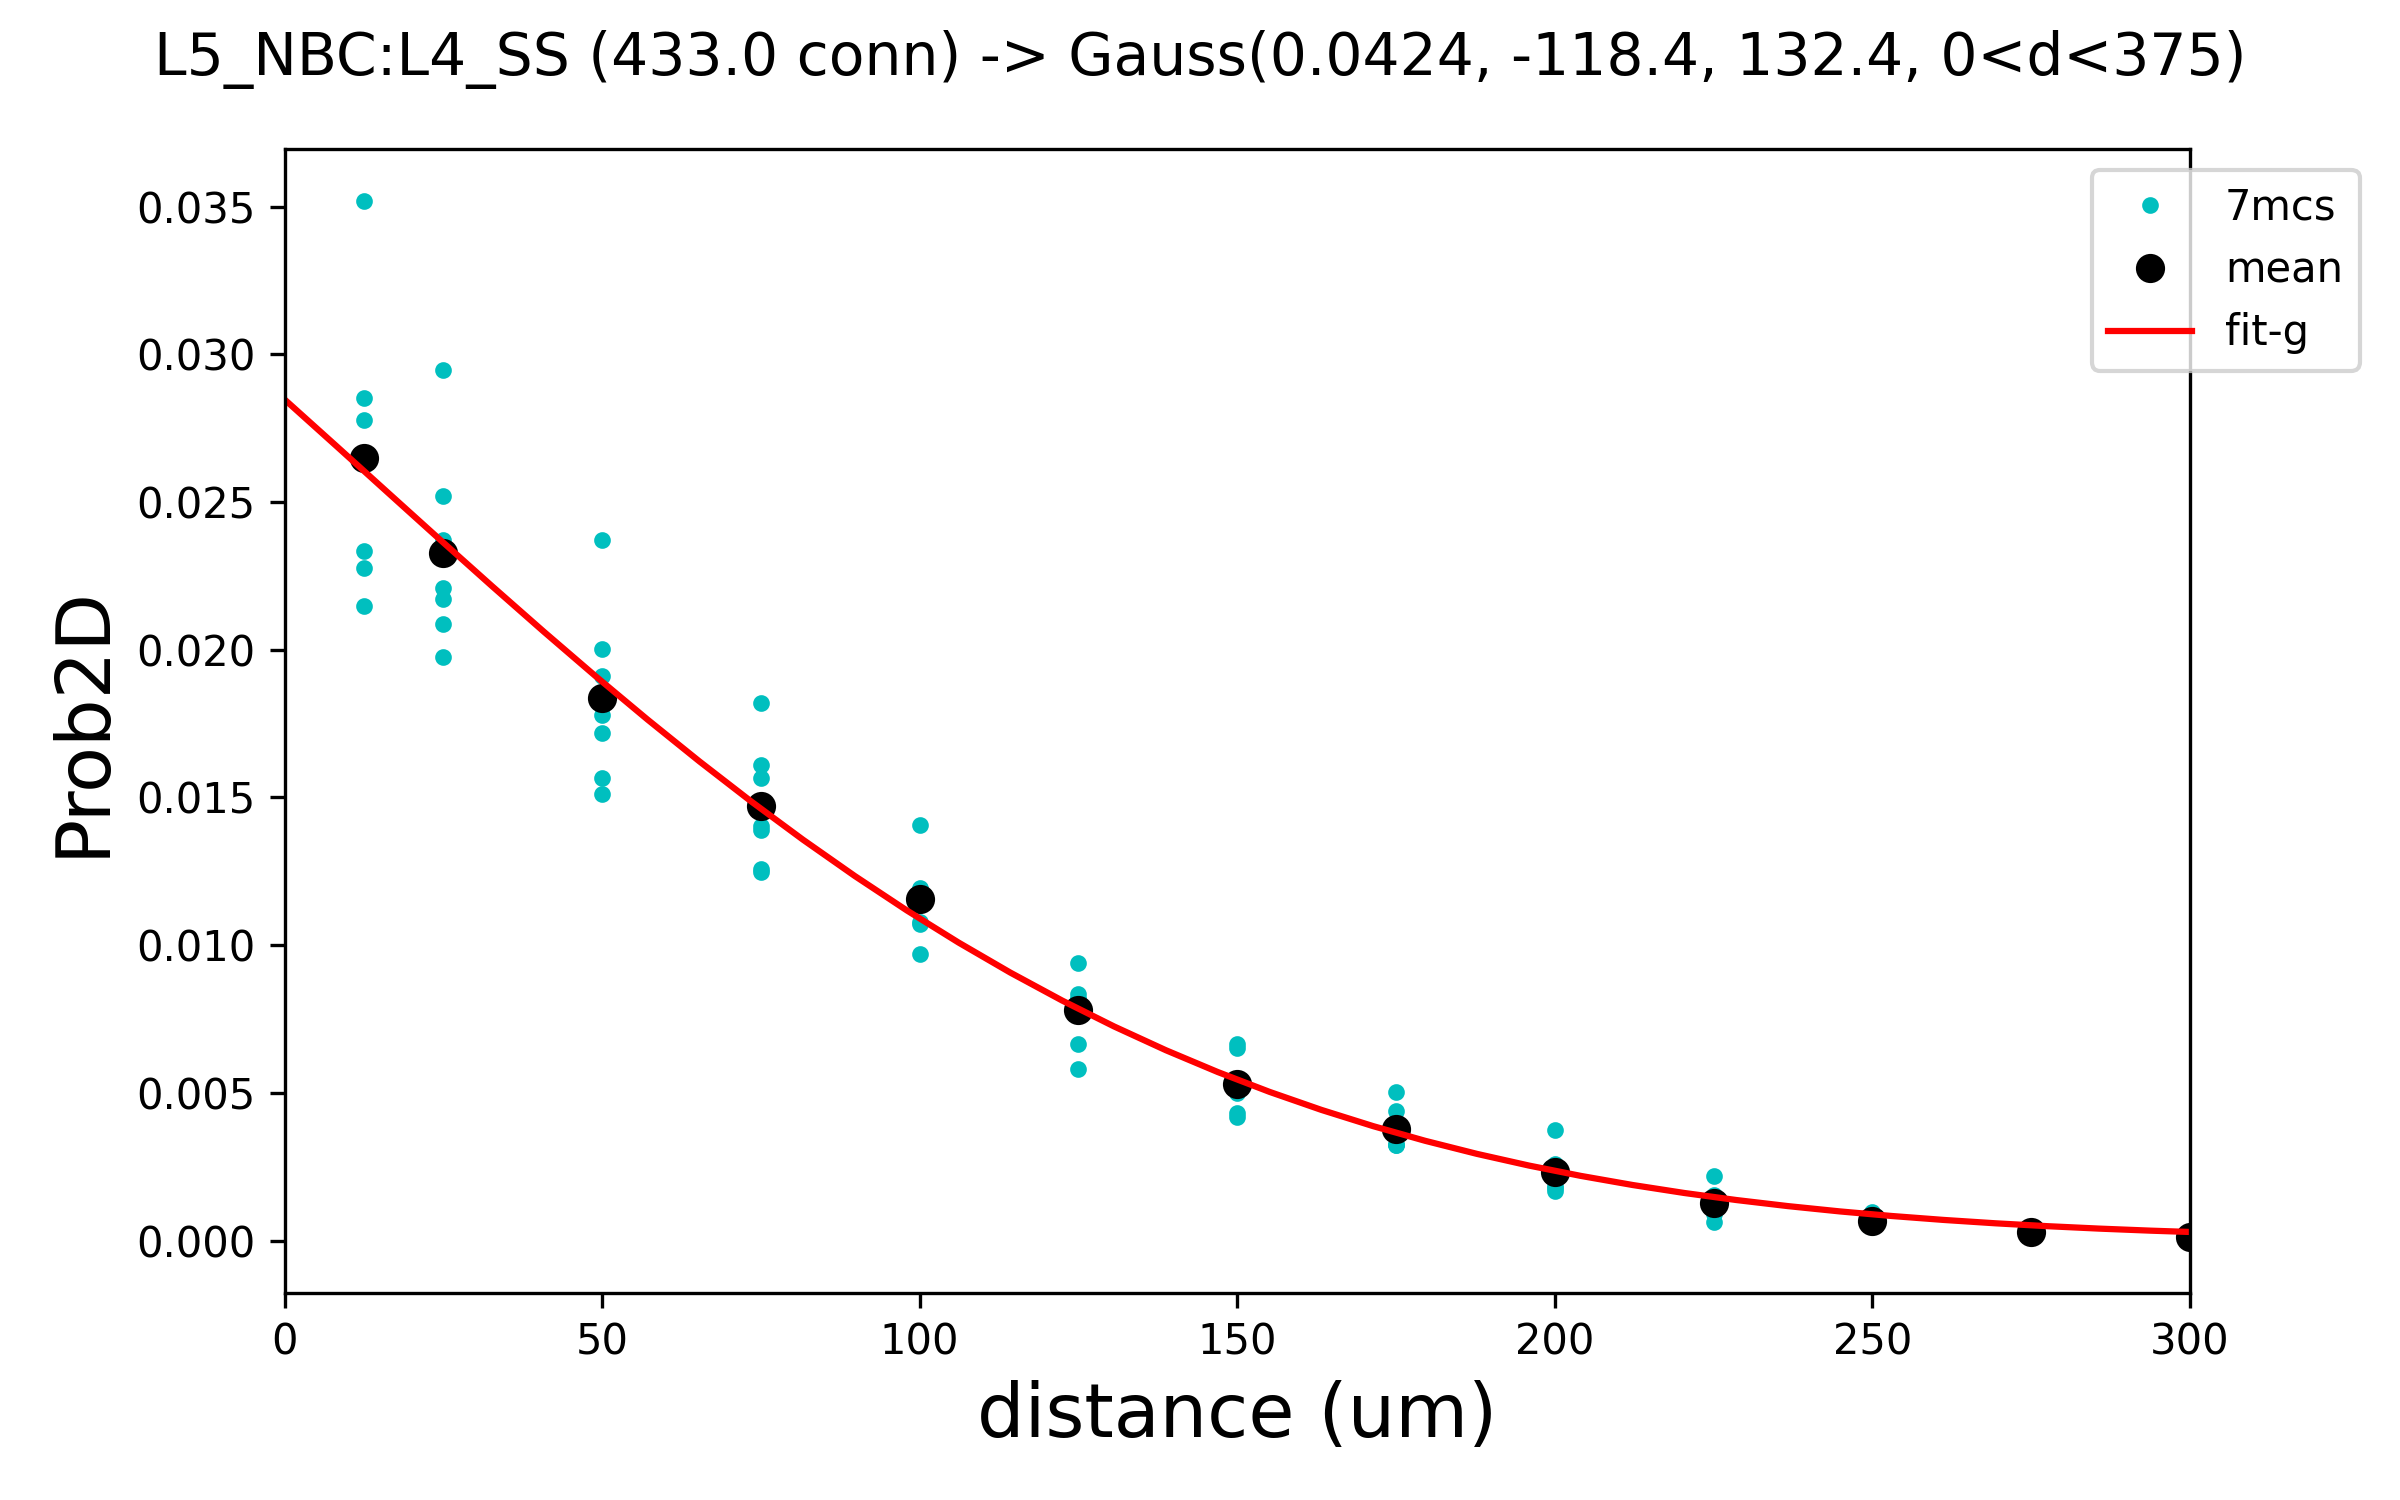 L5_NBC:L4_SS (433.0 conn) -> Gauss(0.0424, -118.4, 132.4, 0<d<375)
7mcs
mean
fit-g
0.035
0.030
0.025
0.020
0.015
0.010
0.005
0.000
Prob2D
0 50 100 150 200 250 300
distance (um)